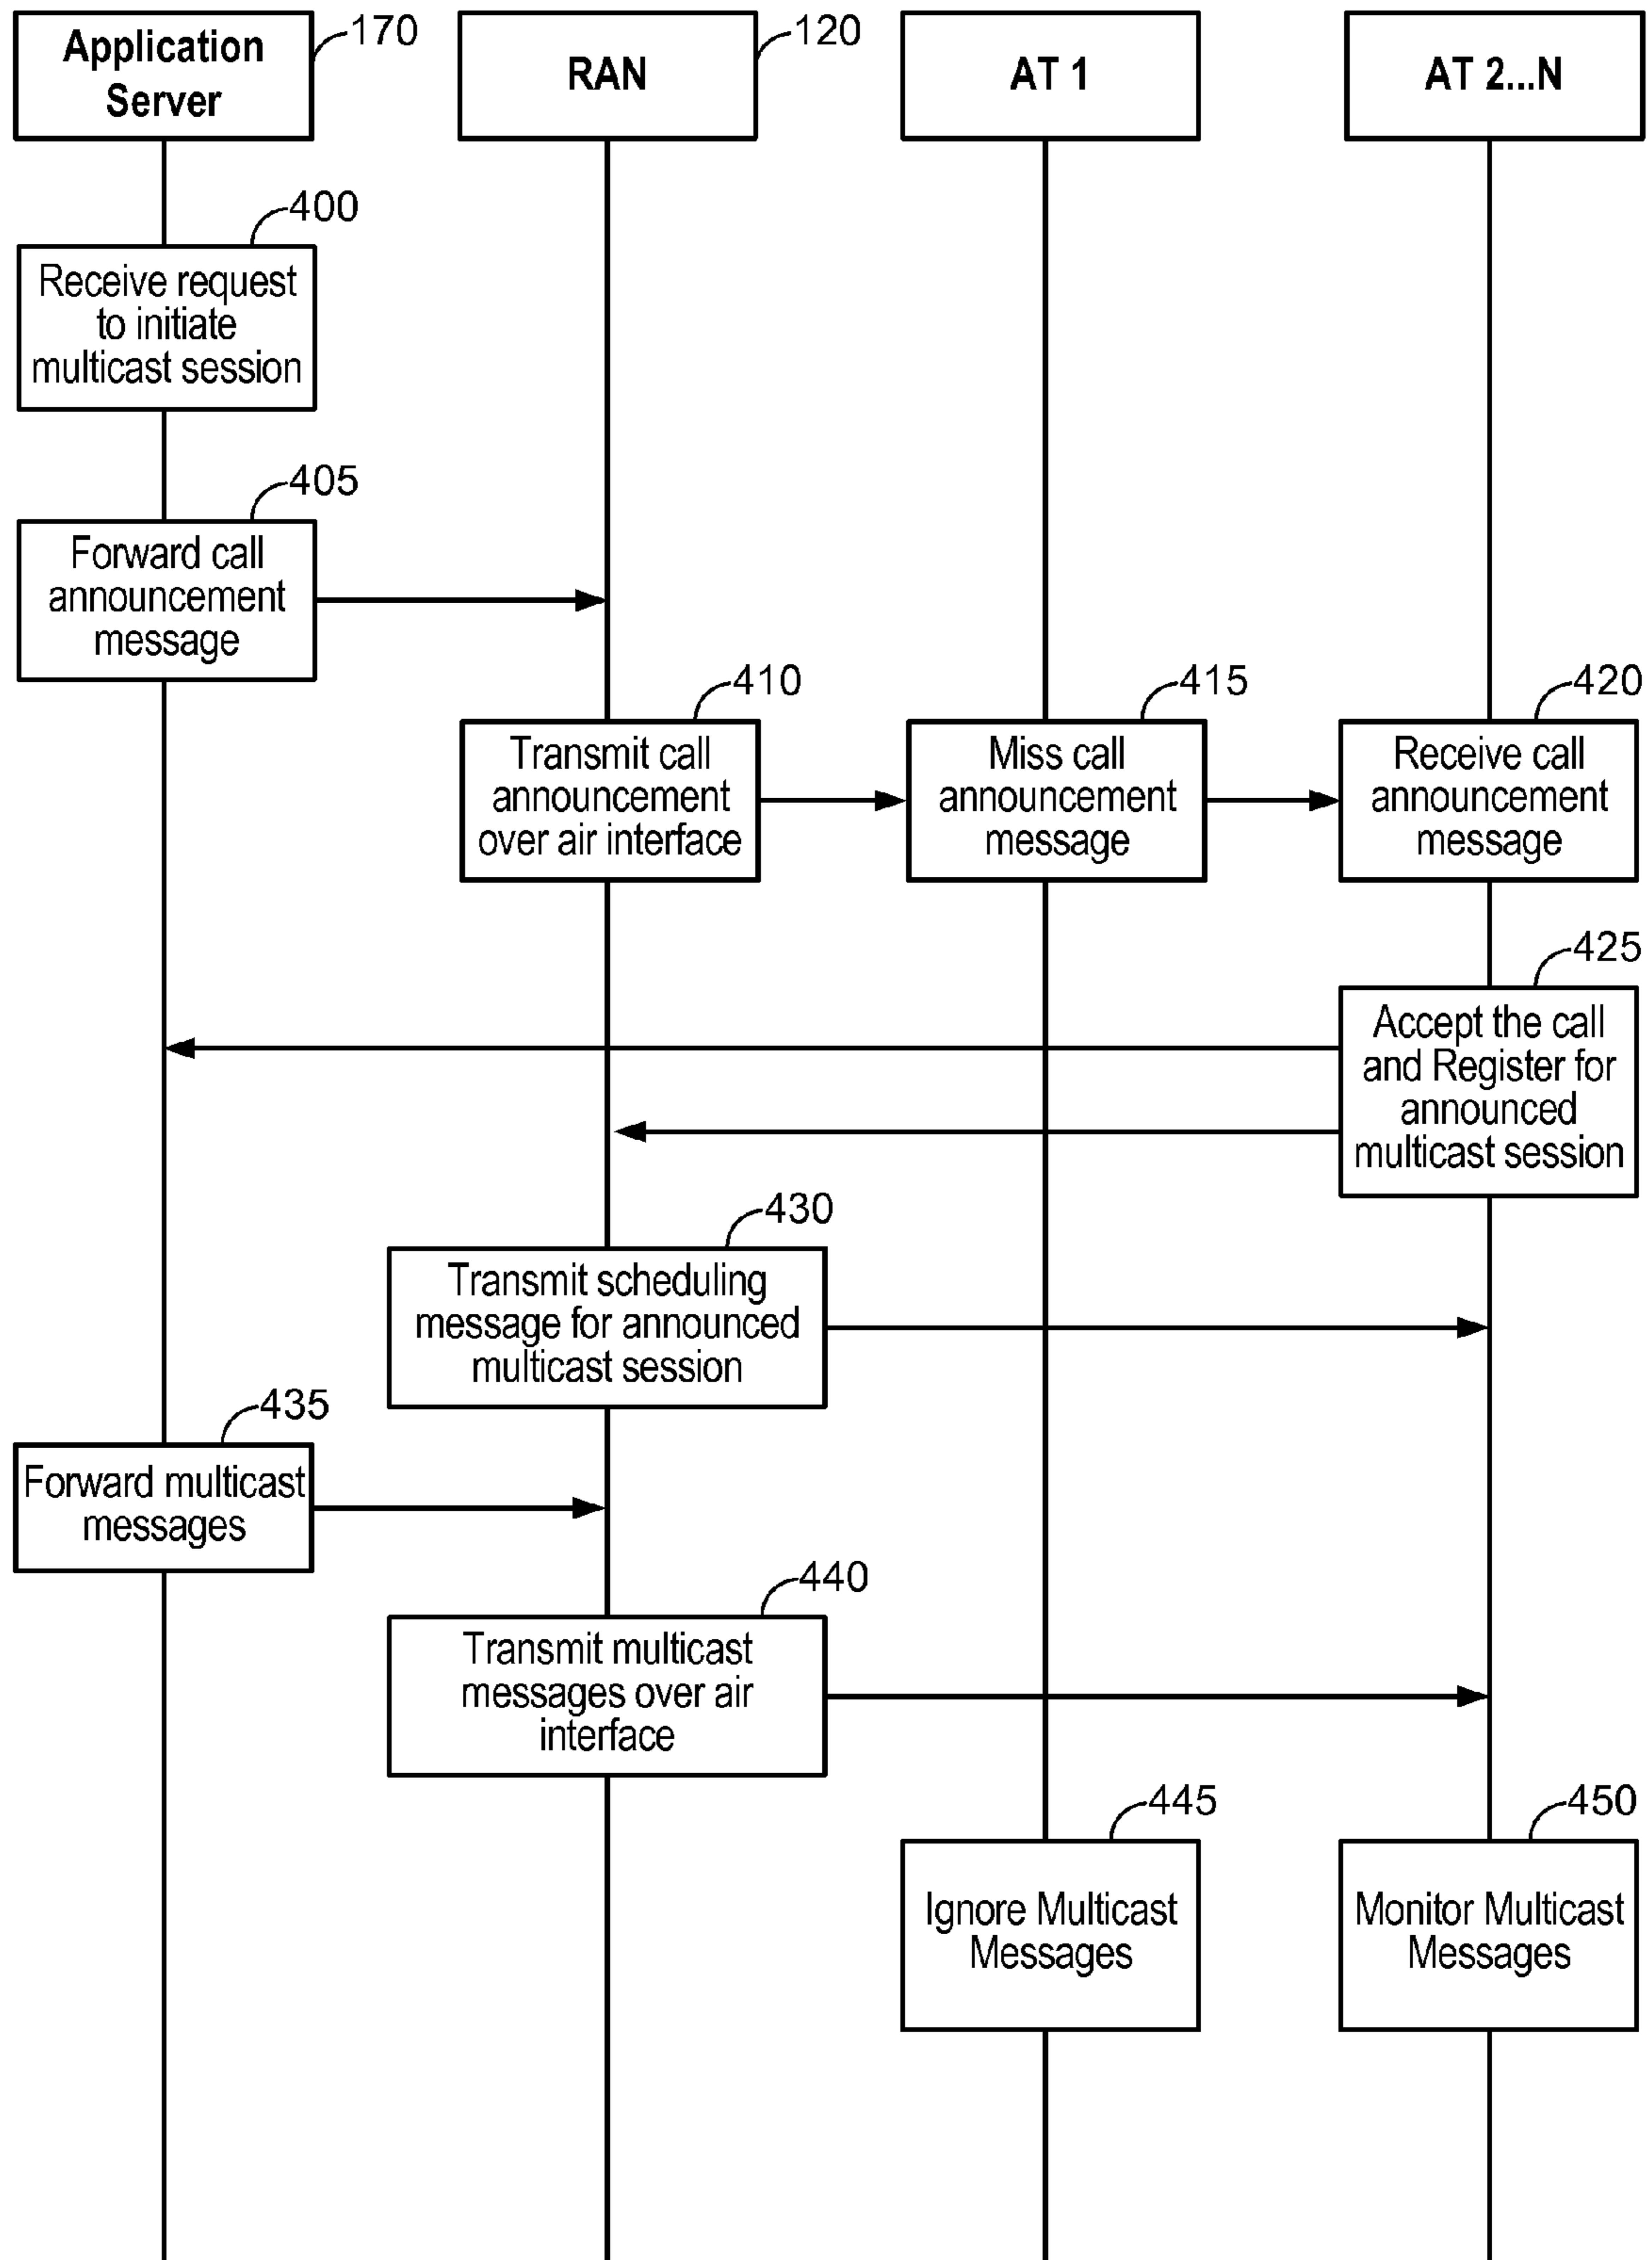 Application
Server
170
RAN
120
AT 1
AT 2...N
400
Receive request
to initiate
multicast session
405
Forward call
announcement
message
410
Transmit call
announcement
over air interface
415
Miss call
announcement
message
420
Receive call
announcement
message
425
Accept the call
and Register for
announced
multicast session
430
Transmit scheduling
message for announced
multicast session
435
Forward multicast
messages
440
Transmit multicast
messages over air
interface
445
Ignore Multicast
Messages
450
Monitor Multicast
Messages